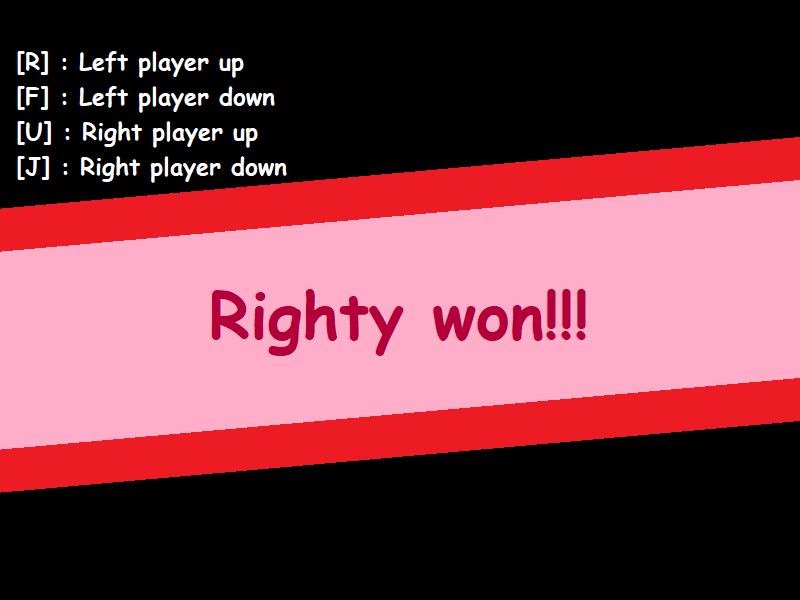 [R] : Left player up
[F] : Left player down
[U] : Right player up
[J] : Right player down
Righty won!!!